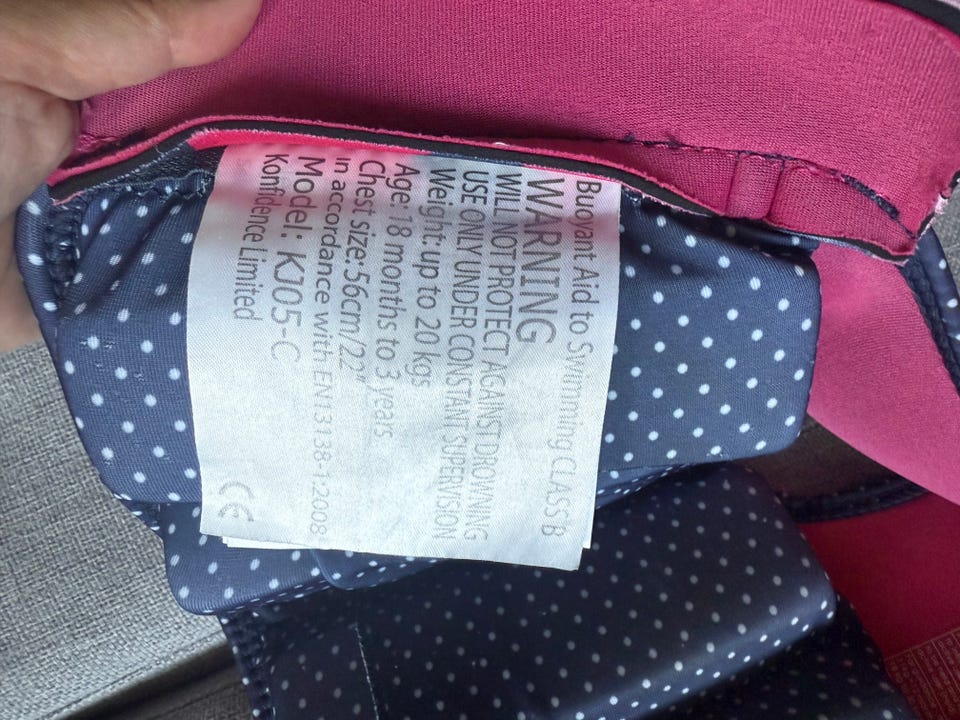 Buoyant Aid to Swimming CLASS B
WARNING
WILL NOT PROTECT AGAINST DROWNING
USE ONLY UNDER CONSTANT SUPERVISION
Weight: up to 20 kgs
Age: 18 months to 3 years
Chest size: 56cm/22"
in accordance with EN13138-1:2008
Model: KJ05-C
Konfidence Limited
CE